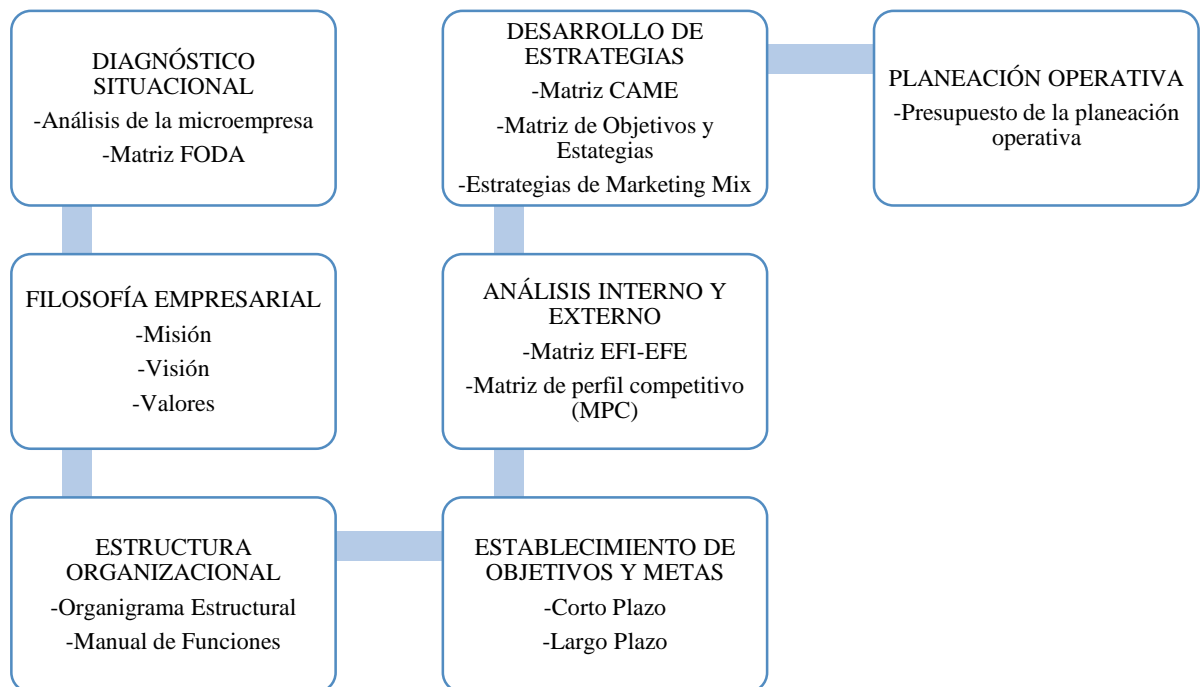 DIAGNÓSTICO
SITUACIONAL
-Análisis de la microempresa
-Matriz FODA
FILOSOFÍA EMPRESARIAL
-Misión
-Visión
-Valores
ESTRUCTURA
ORGANIZACIONAL
-Organigrama Estructural
-Manual de Funciones
ESTABLECIMIENTO DE
OBJETIVOS Y METAS
-Corto Plazo
-Largo Plazo
ANÁLISIS INTERNO Y
EXTERNO
-Matriz EFI-EFE
-Matriz de perfil competitivo
(MPC)
DESARROLLO DE
ESTRATEGIAS
-Matriz CAME
-Matriz de Objetivos y
Estategias
-Estrategias de Marketing Mix
PLANEACIÓN OPERATIVA
-Presupuesto de la planeación
operativa